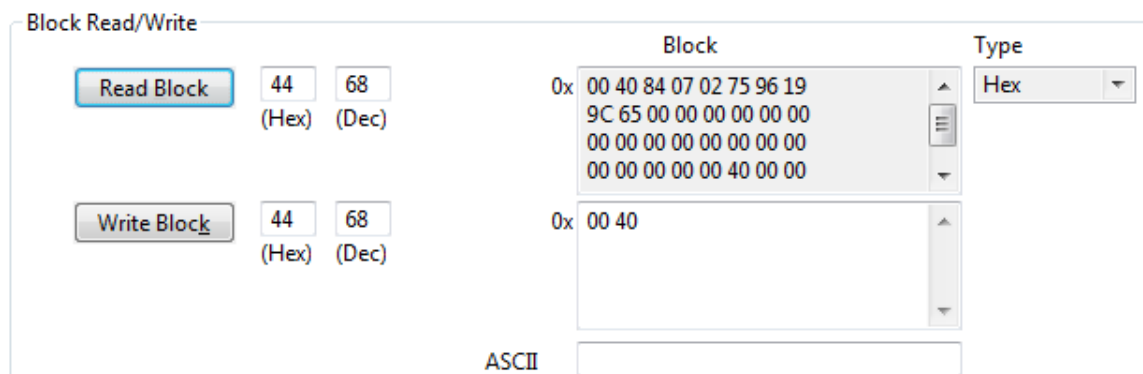 Block Read/Write
Block Type
Read Block 44 68 0x 00 40 84 07 02 75 96 19 Hex
(Hex) (Dec) 9C 65 00 00 00 00 00 00
00 00 00 00 00 00 00 00
00 00 00 00 00 40 00 00
Write Block 44 68 0x 00 40
(Hex) (Dec)
ASCII